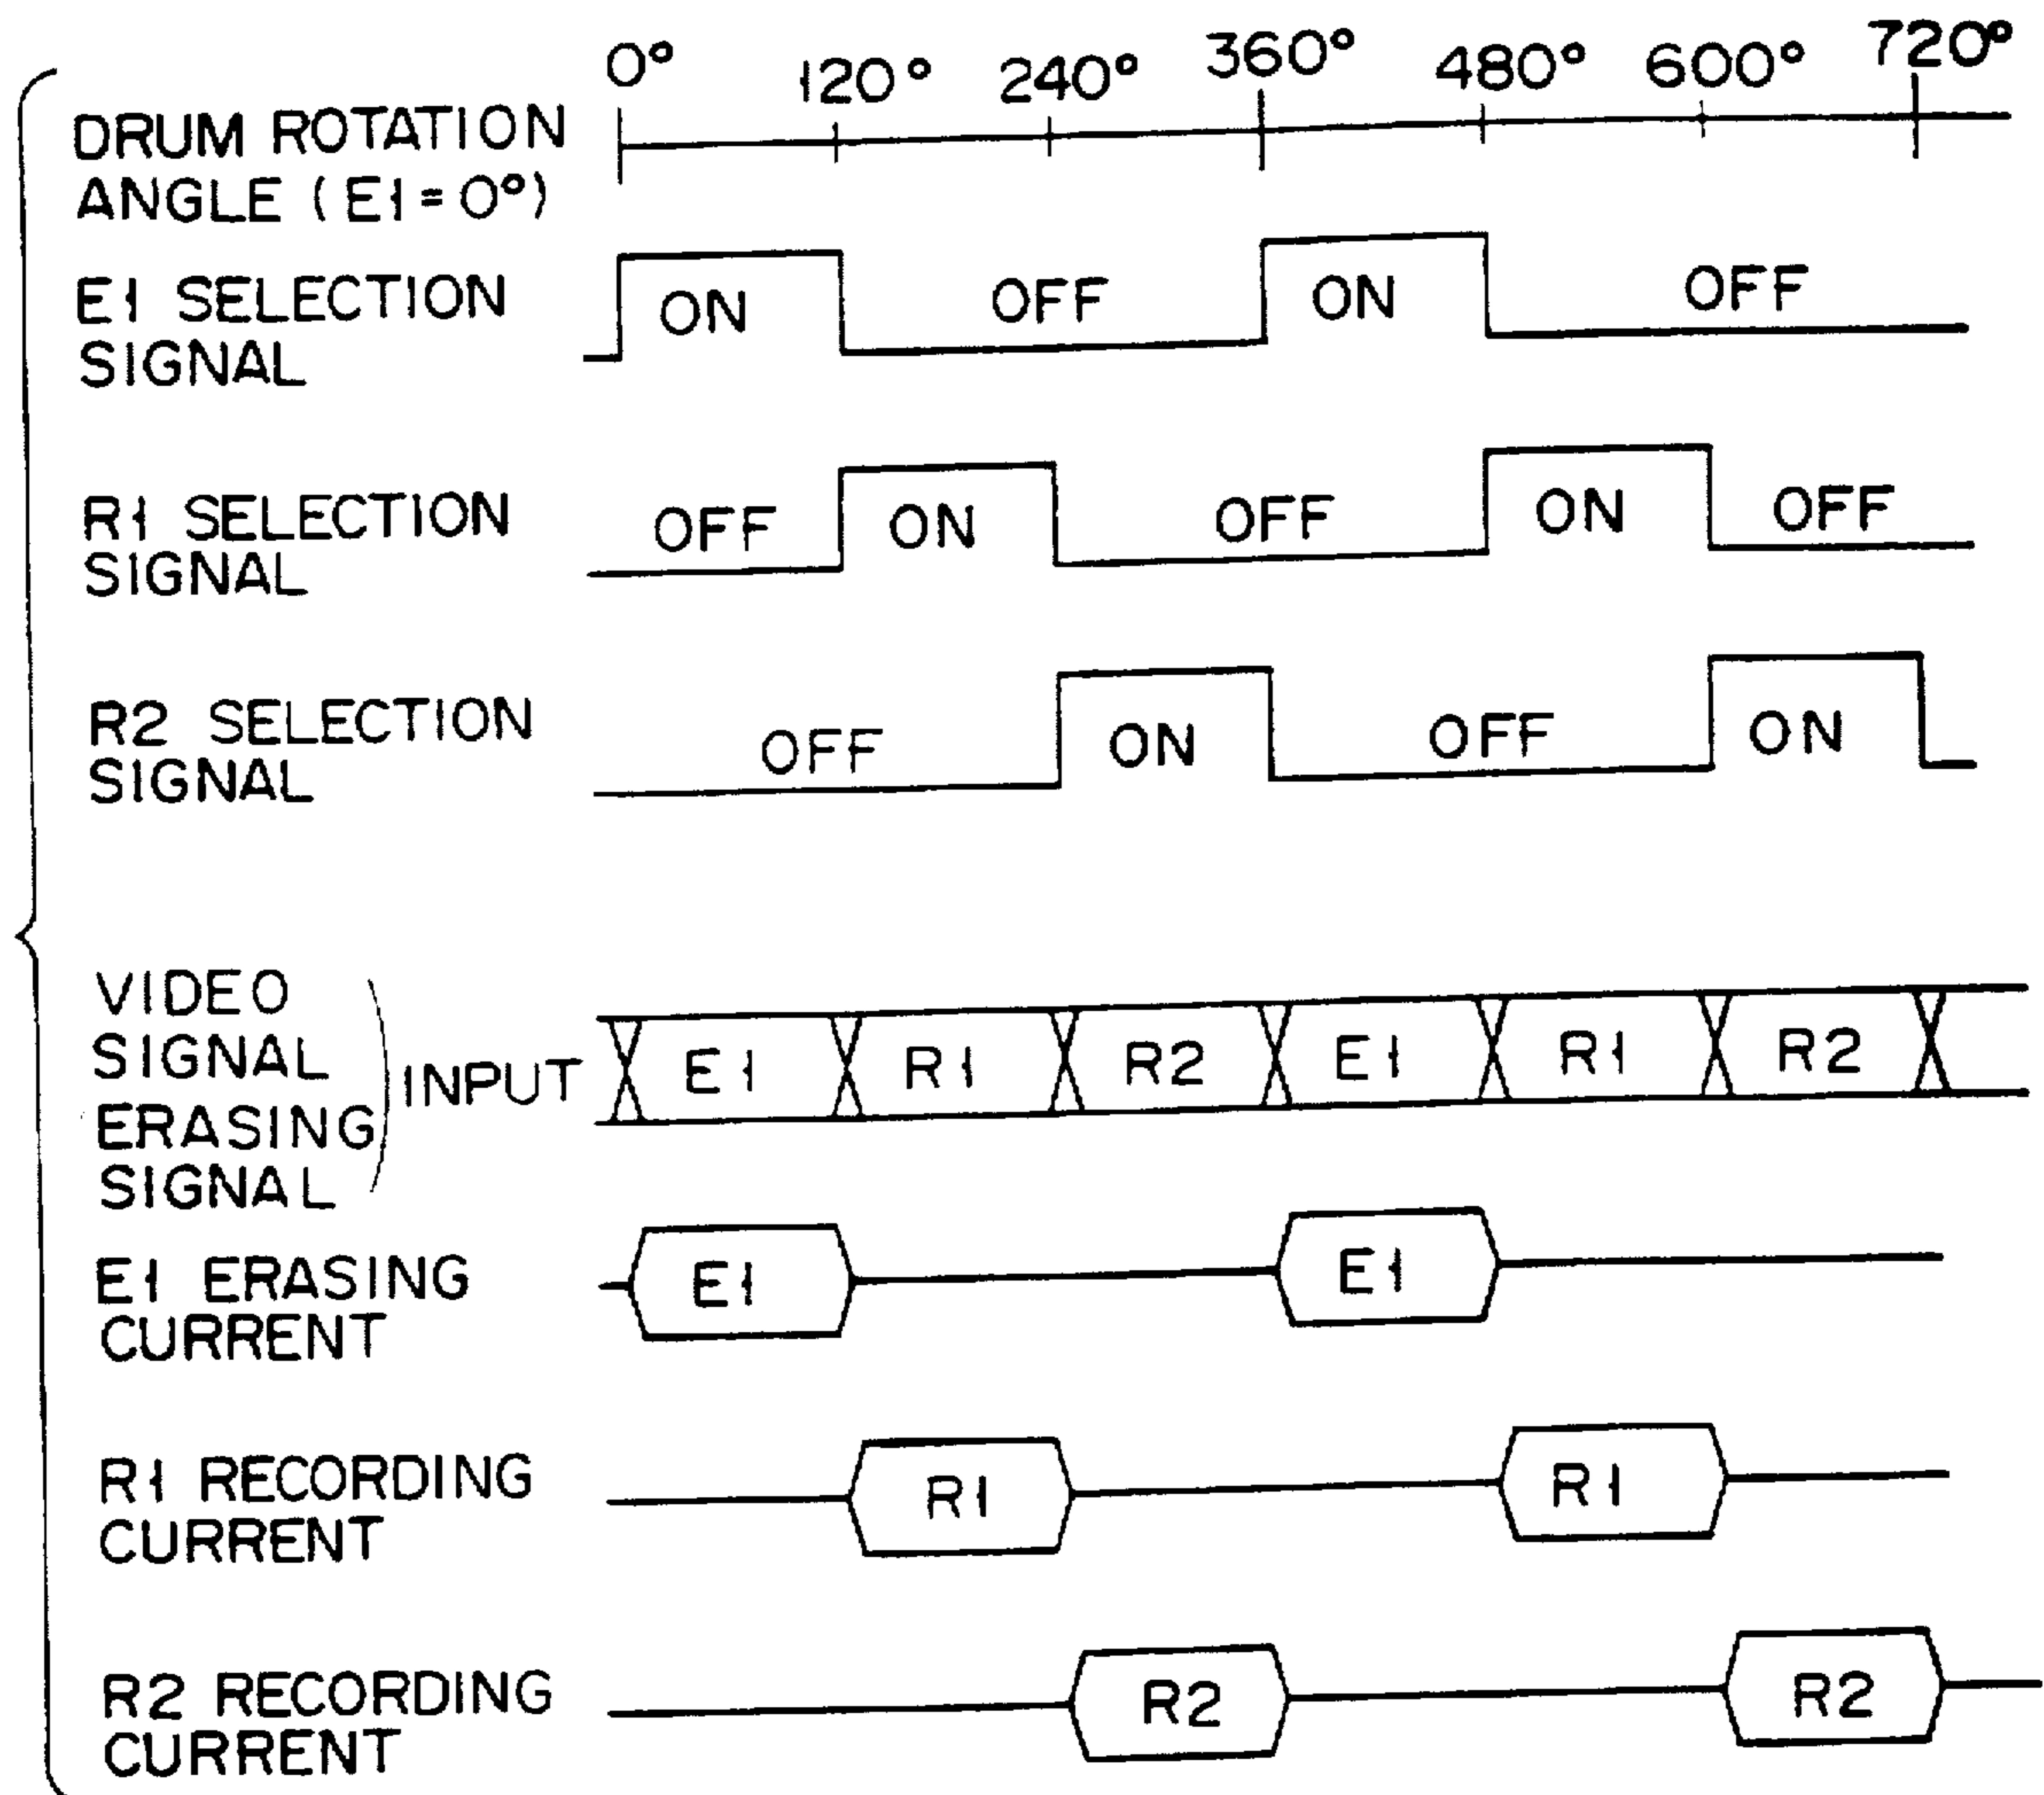 0° 120° 240° 360° 480° 600° 720°
DRUM ROTATION
ANGLE (E1=0°)
E1 SELECTION
SIGNAL
ON OFF ON OFF
R1 SELECTION
SIGNAL
OFF ON OFF ON OFF
R2 SELECTION
SIGNAL
OFF ON OFF ON
VIDEO
SIGNAL
ERASING
SIGNAL
INPUT
E1 R1 R2 E1 R1 R2
E1 ERASING
CURRENT
E1 E1
R1 RECORDING
CURRENT
R1 R1
R2 RECORDING
CURRENT
R2 R2